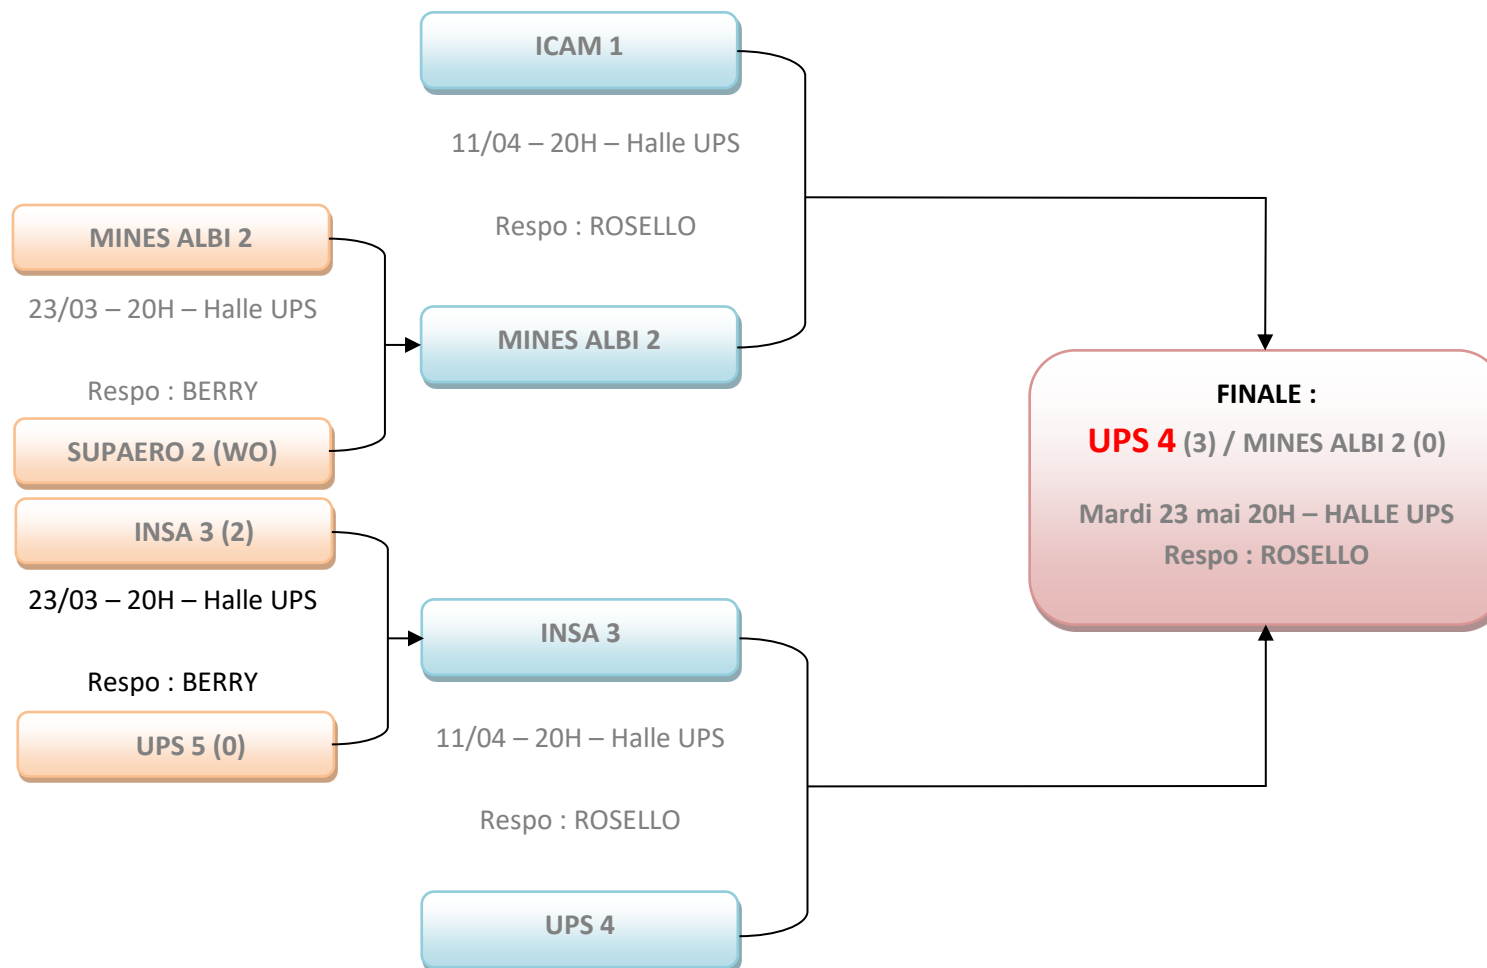 ICAM 1
11/04 – 20H – Halle UPS
Respo : ROSELLO
MINES ALBI 2
23/03 – 20H – Halle UPS
Respo : BERRY
SUPAERO 2 (WO)
MINES ALBI 2
INSA 3 (2)
23/03 – 20H – Halle UPS
Respo : BERRY
UPS 5 (0)
INSA 3
11/04 – 20H – Halle UPS
Respo : ROSELLO
UPS 4
FINALE :
UPS 4 (3) / MINES ALBI 2 (0)
Mardi 23 mai 20H – HALLE UPS
Respo : ROSELLO